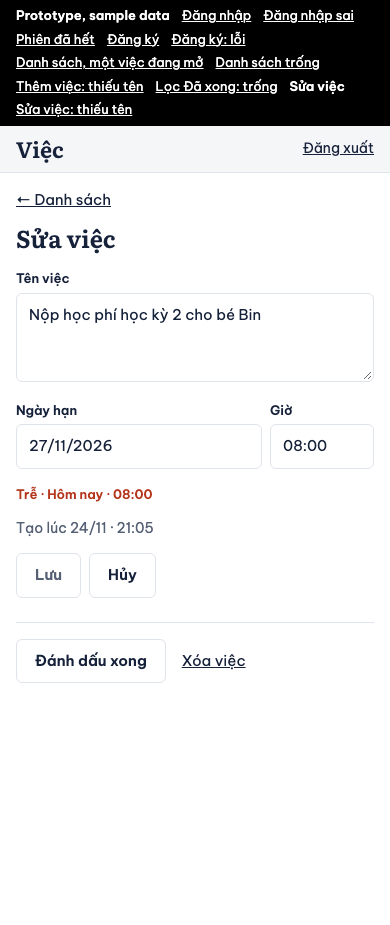 Prototype, sample data Đăng nhập Đăng nhập sai
Phiên đã hết Đăng ký Đăng ký: lỗi
Danh sách, một việc đang mở Danh sách trống
Thêm việc: thiếu tên Lọc Đã xong: trống Sửa việc
Sửa việc: thiếu tên
Việc Đăng xuất
← Danh sách
Sửa việc
Tên việc
Nộp học phí học kỳ 2 cho bé Bin
Ngày hạn Giờ
27/11/2026 08:00
Trễ · Hôm nay · 08:00
Tạo lúc 24/11 · 21:05
Lưu Hủy
Đánh dấu xong Xóa việc